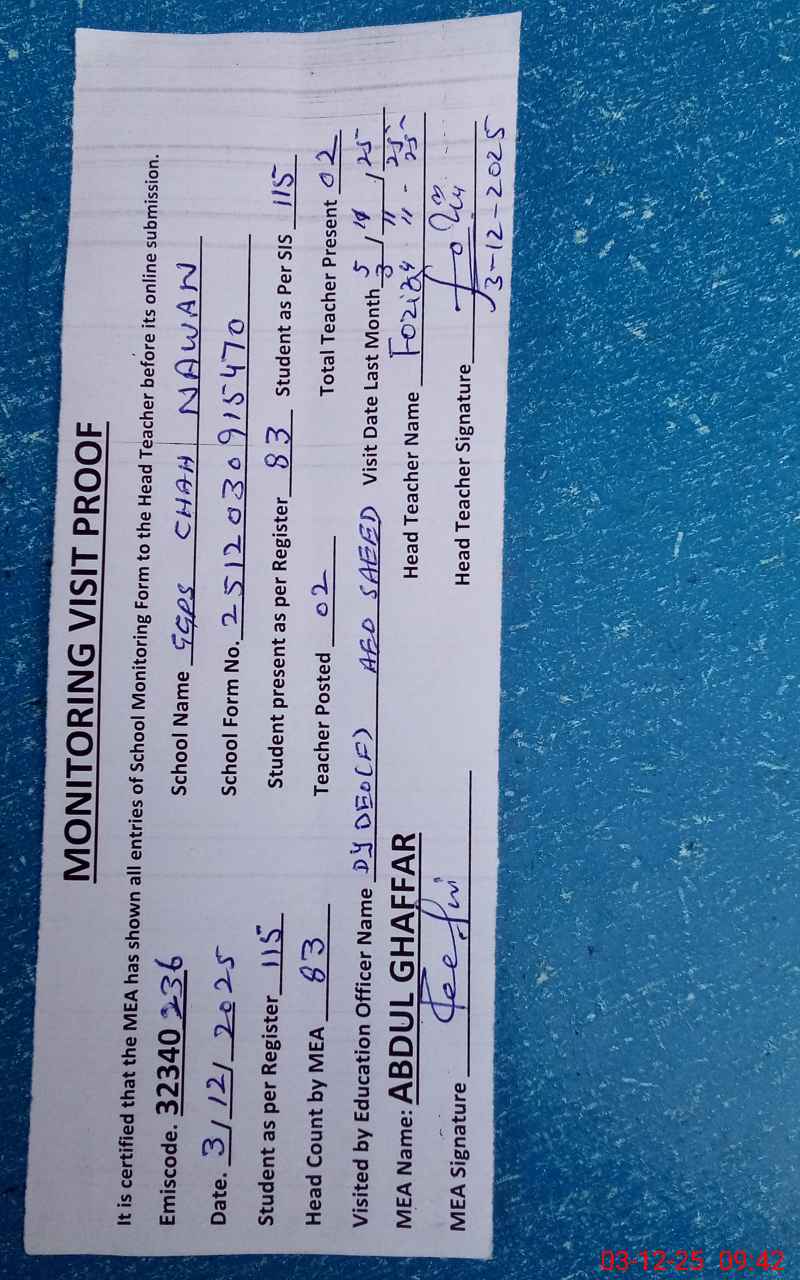 MONITORING VISIT PROOF
It is certified that the MEA has shown all entries of School Monitoring Form to the Head Teacher before its online submission.
Emiscode. 32340 236 School Name GGPS CHAH NAWAN
Date. 3/12/2025 School Form No. 2512030915470
Student as per Register 115 Student present as per Register 83 Student as Per SIS 115
Head Count by MEA 83 Teacher Posted 02 Total Teacher Present 02
Visited by Education Officer Name DY DEO(F) AEO SAEED Visit Date Last Month 5/11/25
3 " 25
MEA Name: ABDUL GHAFFAR Head Teacher Name Fozia " - 25
MEA Signature Head Teacher Signature
3-12-2025
03-12-25 09:42